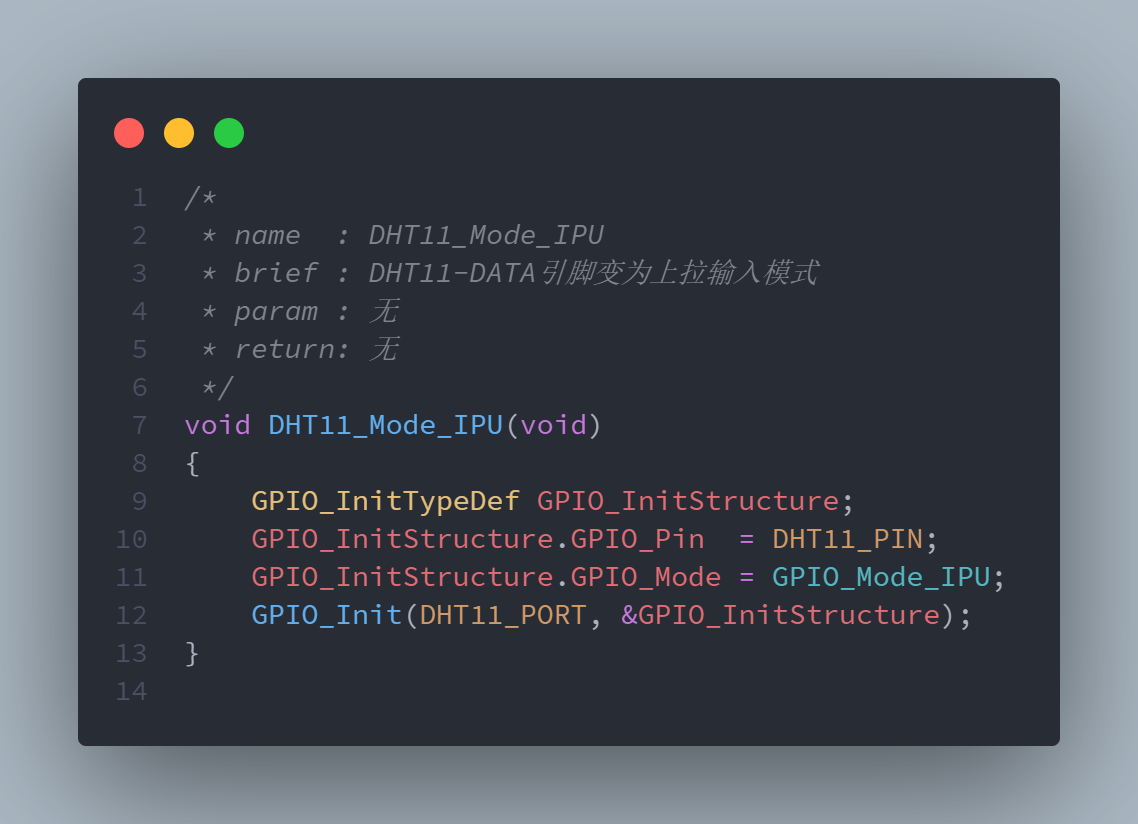 1 /*
2  * name  : DHT11_Mode_IPU
3  * brief : DHT11-DATA引脚变为上拉输入模式
4  * param : 无
5  * return: 无
6  */
7 void DHT11_Mode_IPU(void)
8 {
9     GPIO_InitTypeDef GPIO_InitStructure;
10     GPIO_InitStructure.GPIO_Pin  = DHT11_PIN;
11     GPIO_InitStructure.GPIO_Mode = GPIO_Mode_IPU;
12     GPIO_Init(DHT11_PORT, &GPIO_InitStructure);
13 }
14